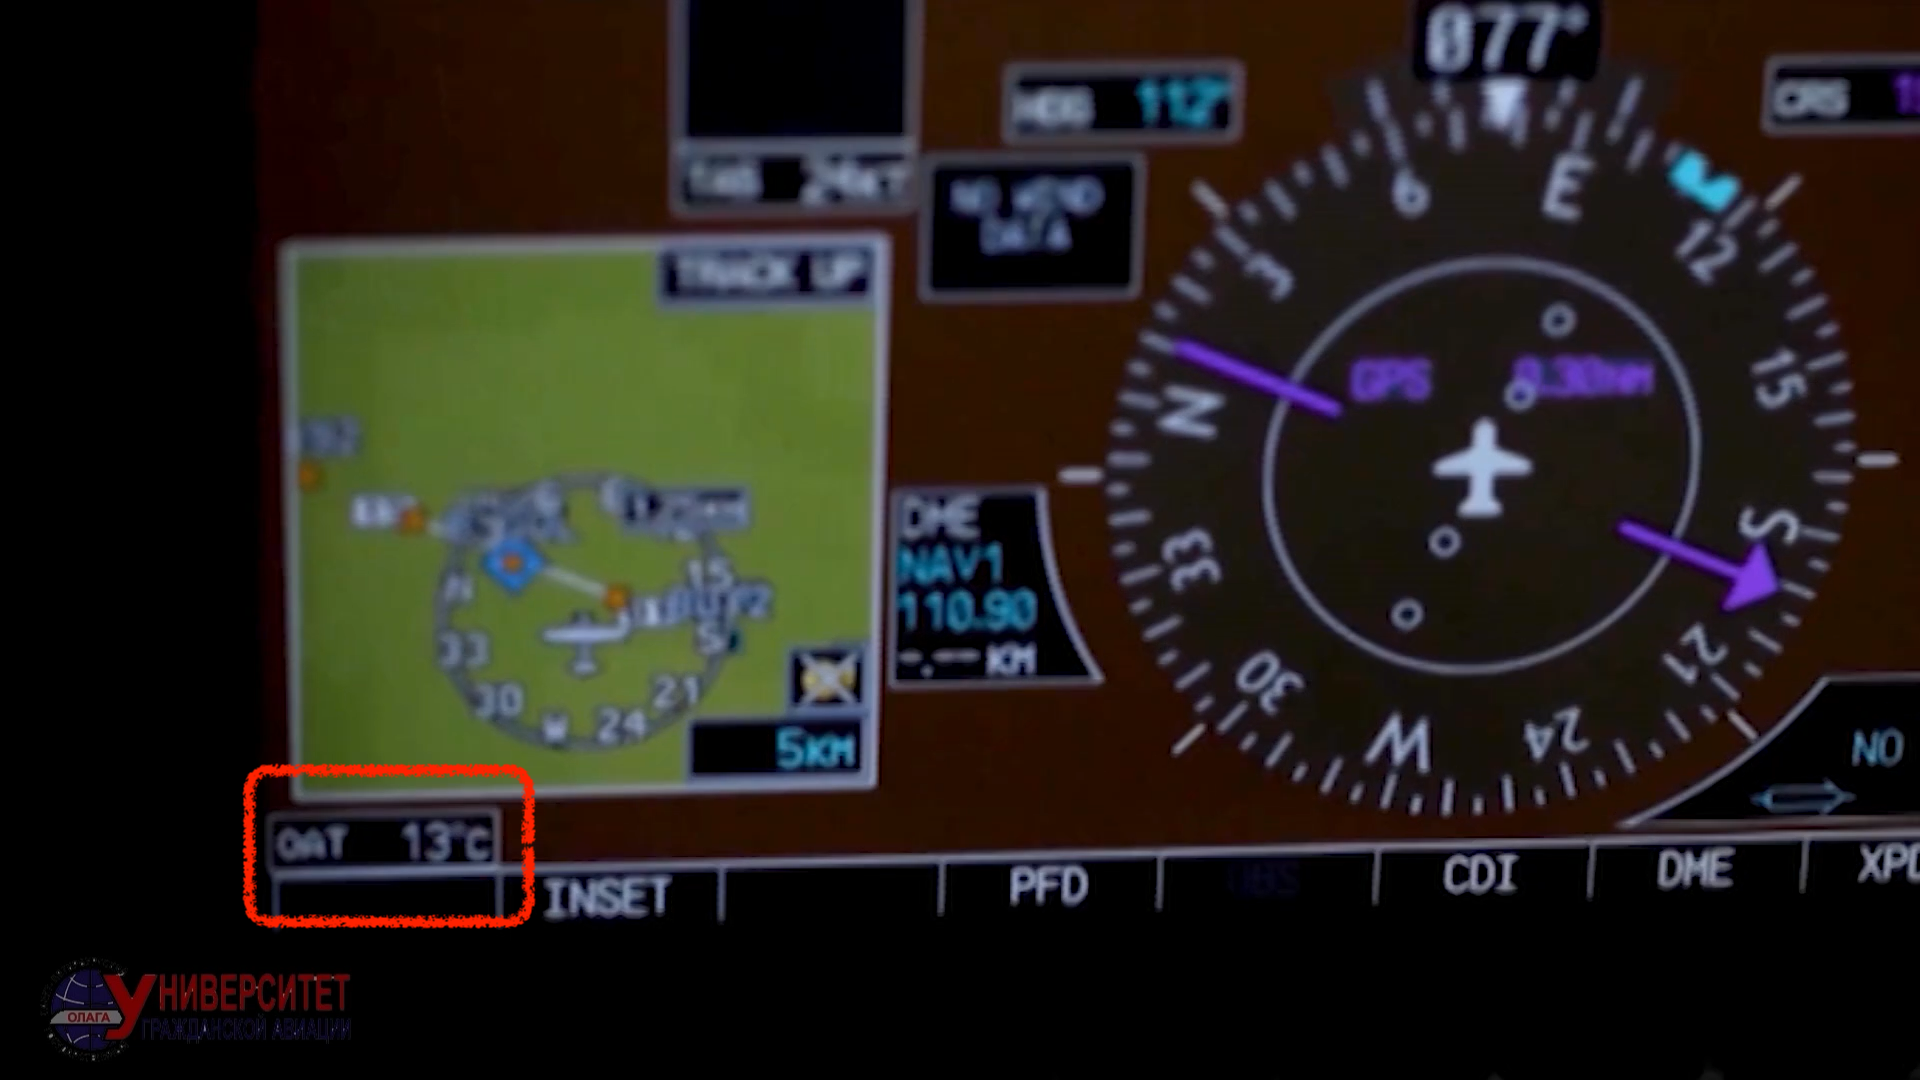 077°
HDG 112°
CRS
TAS 24KT
NO WIND
DATA
TRACK UP
6
E
12
3
15
GPS 0.30NM
N
S
33
21
30
W
24
DME
NAV1
110.90
-.-- KM
15
N
S
33
30
W
24
21
5KM
NO
OAT 13°C
INSET
PFD
OBS
CDI
DME
XPD
УНИВЕРСИТЕТ
ГРАЖДАНСКОЙ АВИАЦИИ
ОЛАГА